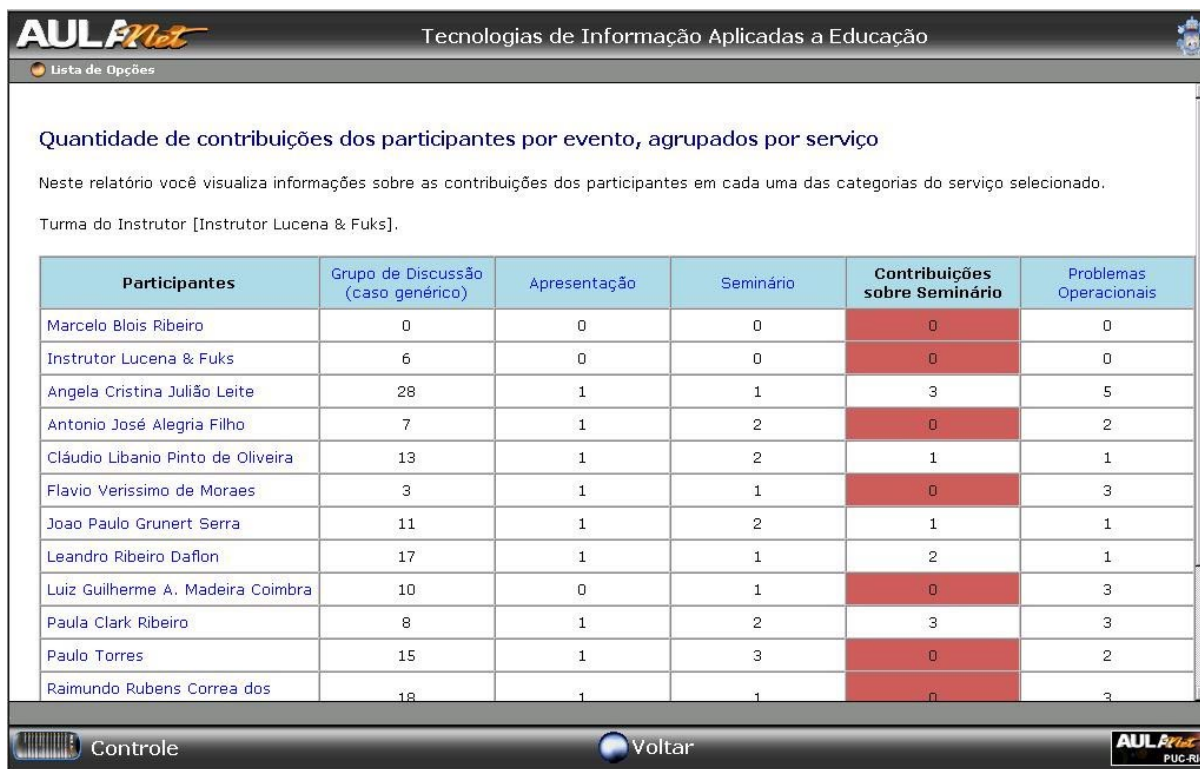 AULANet
Tecnologias de Informação Aplicadas a Educação
Lista de Opções
Quantidade de contribuições dos participantes por evento, agrupados por serviço
Neste relatório você visualiza informações sobre as contribuições dos participantes em cada uma das categorias do serviço selecionado.
Turma do Instrutor [Instrutor Lucena & Fuks].
Participantes Grupo de Discussão (caso genérico) Apresentação Seminário Contribuições sobre Seminário Problemas Operacionais
Marcelo Blois Ribeiro 0 0 0 0 0
Instrutor Lucena & Fuks 6 0 0 0 0
Angela Cristina Julião Leite 28 1 1 3 5
Antonio José Alegria Filho 7 1 2 0 2
Cláudio Libanio Pinto de Oliveira 13 1 2 1 1
Flavio Verissimo de Moraes 3 1 1 0 3
Joao Paulo Grunert Serra 11 1 2 1 1
Leandro Ribeiro Daflon 17 1 1 2 1
Luiz Guilherme A. Madeira Coimbra 10 0 1 0 3
Paula Clark Ribeiro 8 1 2 3 3
Paulo Torres 15 1 3 0 2
Raimundo Rubens Correa dos 18 1 1 0 3
Controle
Voltar
AULANet